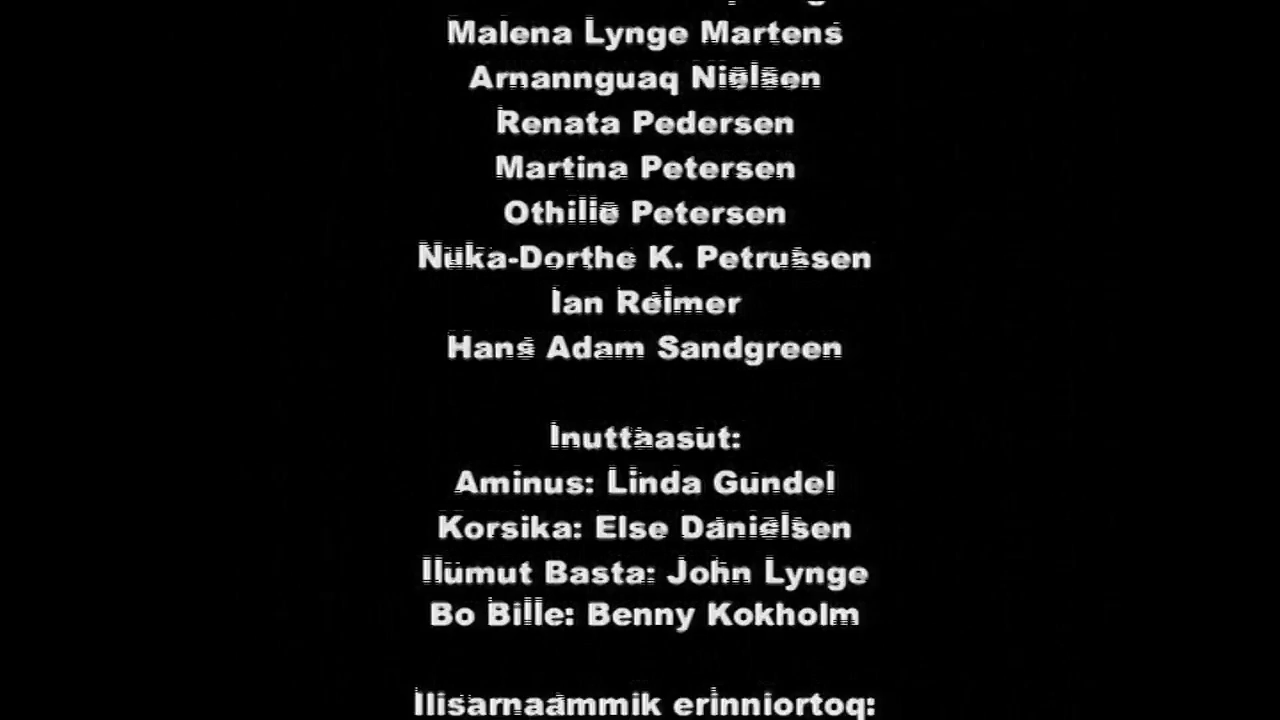 Malena Lynge Martens
Arnannguaq Nielsen
Renata Pedersen
Martina Petersen
Othilie Petersen
Nuka-Dorthe K. Petrussen
Ian Reimer
Hans Adam Sandgreen
Inuttaasut:
Aminus: Linda Gundel
Korsika: Else Danielsen
Ilumut Basta: John Lynge
Bo Bille: Benny Kokholm
Ilisarnaammik erinniortoq: